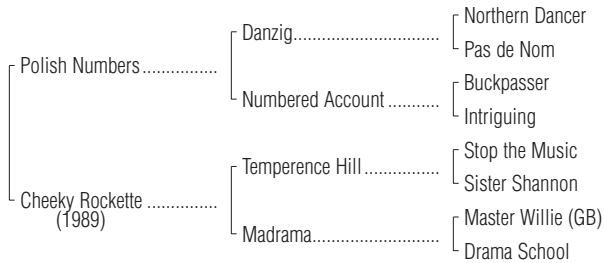 Northern Dancer
Danzig..............................
Pas de Nom
Polish Numbers...............
Buckpasser
Numbered Account ...........
Intriguing
Stop the Music
Temperence Hill................
Sister Shannon
Cheeky Rockette ..............
(1989)
Master Willie (GB)
Madrama..........................
Drama School